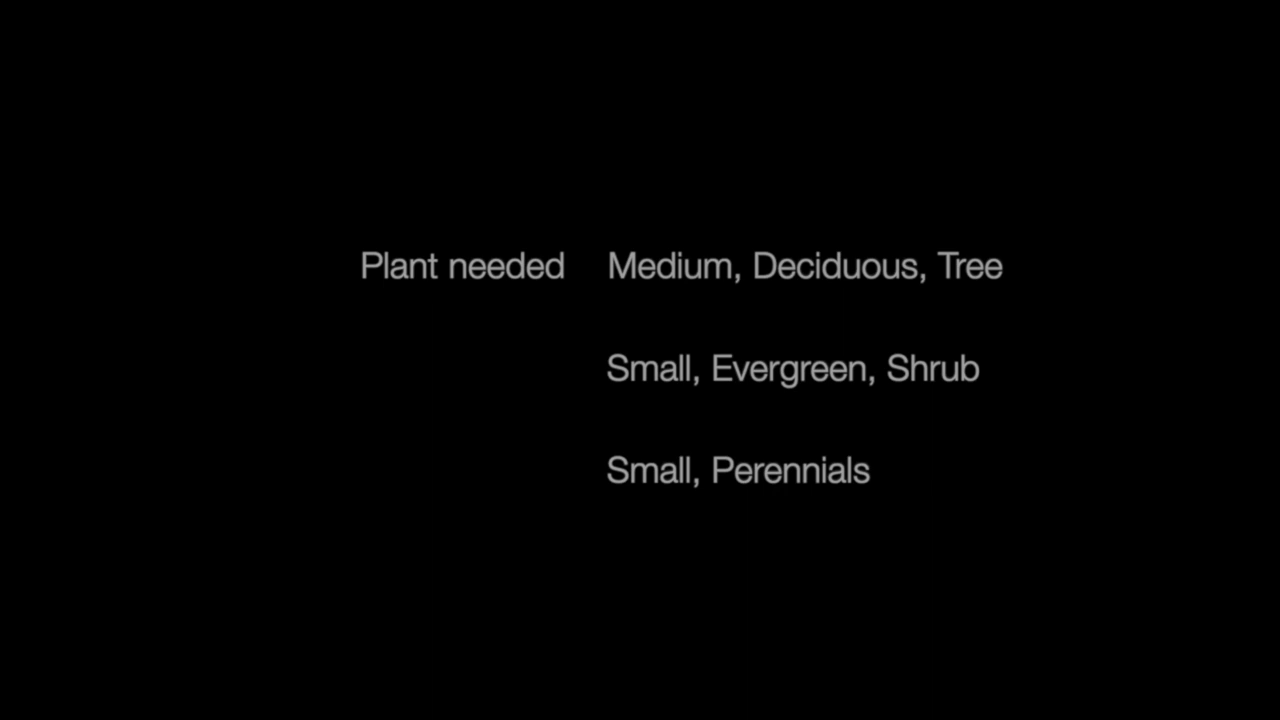 Plant needed Medium, Deciduous, Tree
Small, Evergreen, Shrub
Small, Perennials